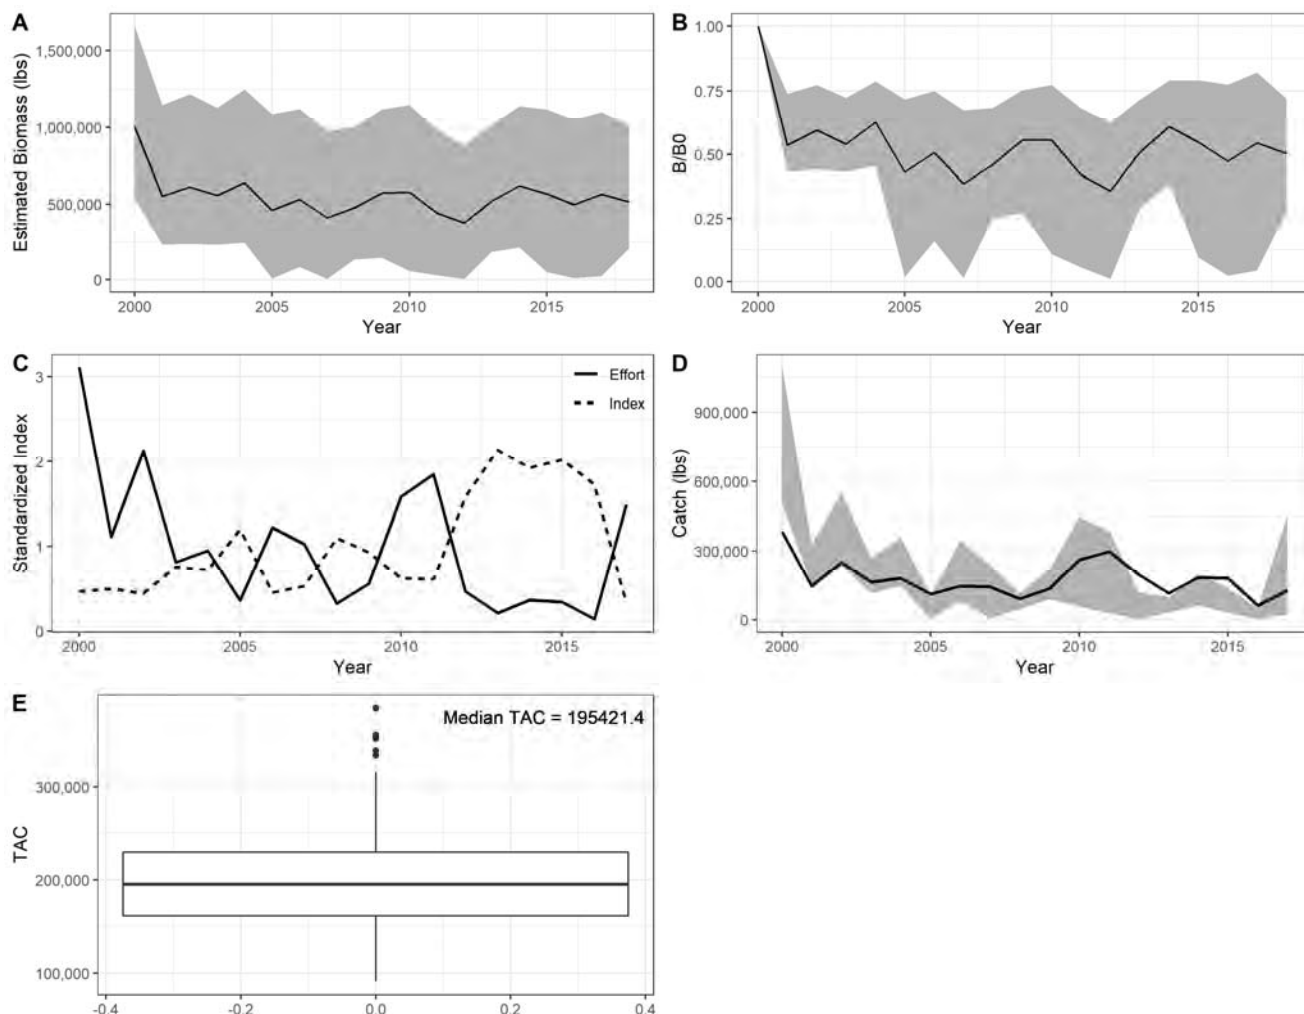 A
Estimated Biomass (lbs)
1,500,000
1,000,000
500,000
0
2000
2005
2010
2015
Year
B
B/B0
1.00
0.75
0.50
0.25
0.00
2000
2005
2010
2015
Year
C
Standardized Index
3
2
1
0
Effort
Index
2000
2005
2010
2015
Year
D
Catch (lbs)
900,000
600,000
300,000
0
2000
2005
2010
2015
Year
E
Median TAC = 195421.4
TAC
300,000
200,000
100,000
-0.4
-0.2
0.0
0.2
0.4